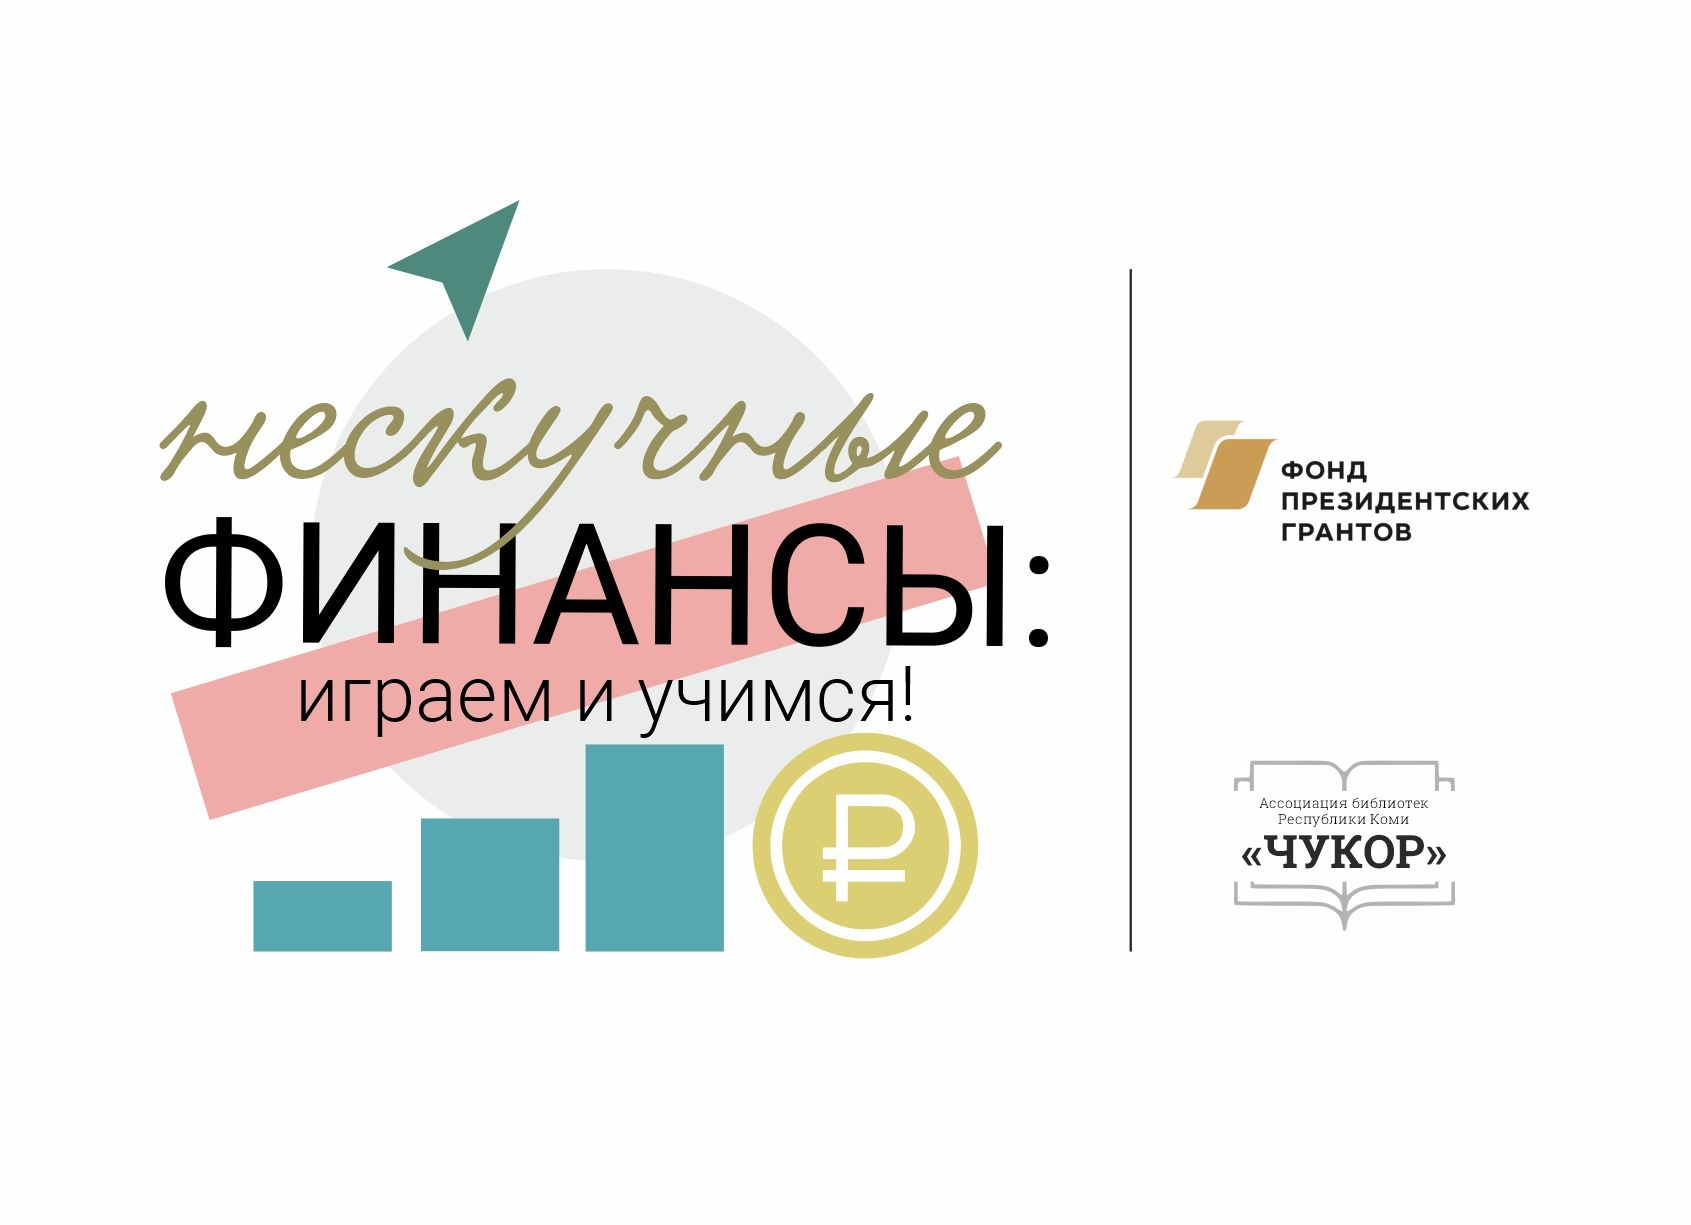 нескучные
ФИНАНСЫ:
играем и учимся!
₽
ФОНД
ПРЕЗИДЕНТСКИХ
ГРАНТОВ
Ассоциация библиотек
Республики Коми
«ЧУКОР»